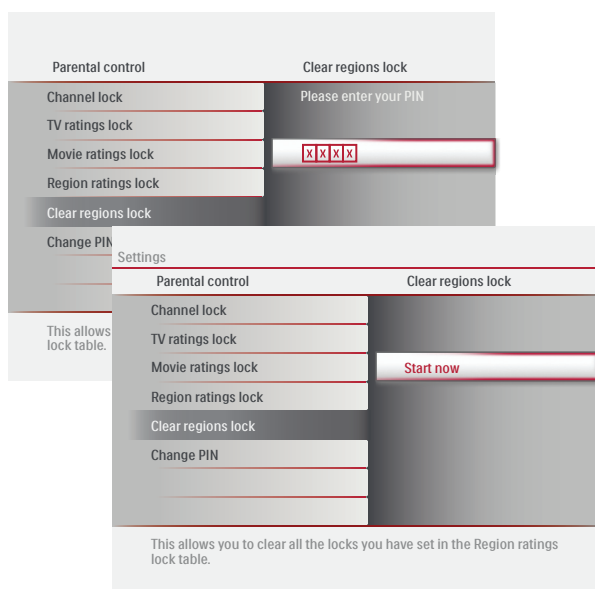 Parental control
Clear regions lock
Channel lock
Please enter your PIN
TV ratings lock
Movie ratings lock
X X X X
Region ratings lock
Clear regions lock
Change PIN
This allows
lock table.
Settings
Parental control
Clear regions lock
Channel lock
TV ratings lock
Movie ratings lock
Start now
Region ratings lock
Clear regions lock
Change PIN
This allows you to clear all the locks you have set in the Region ratings
lock table.